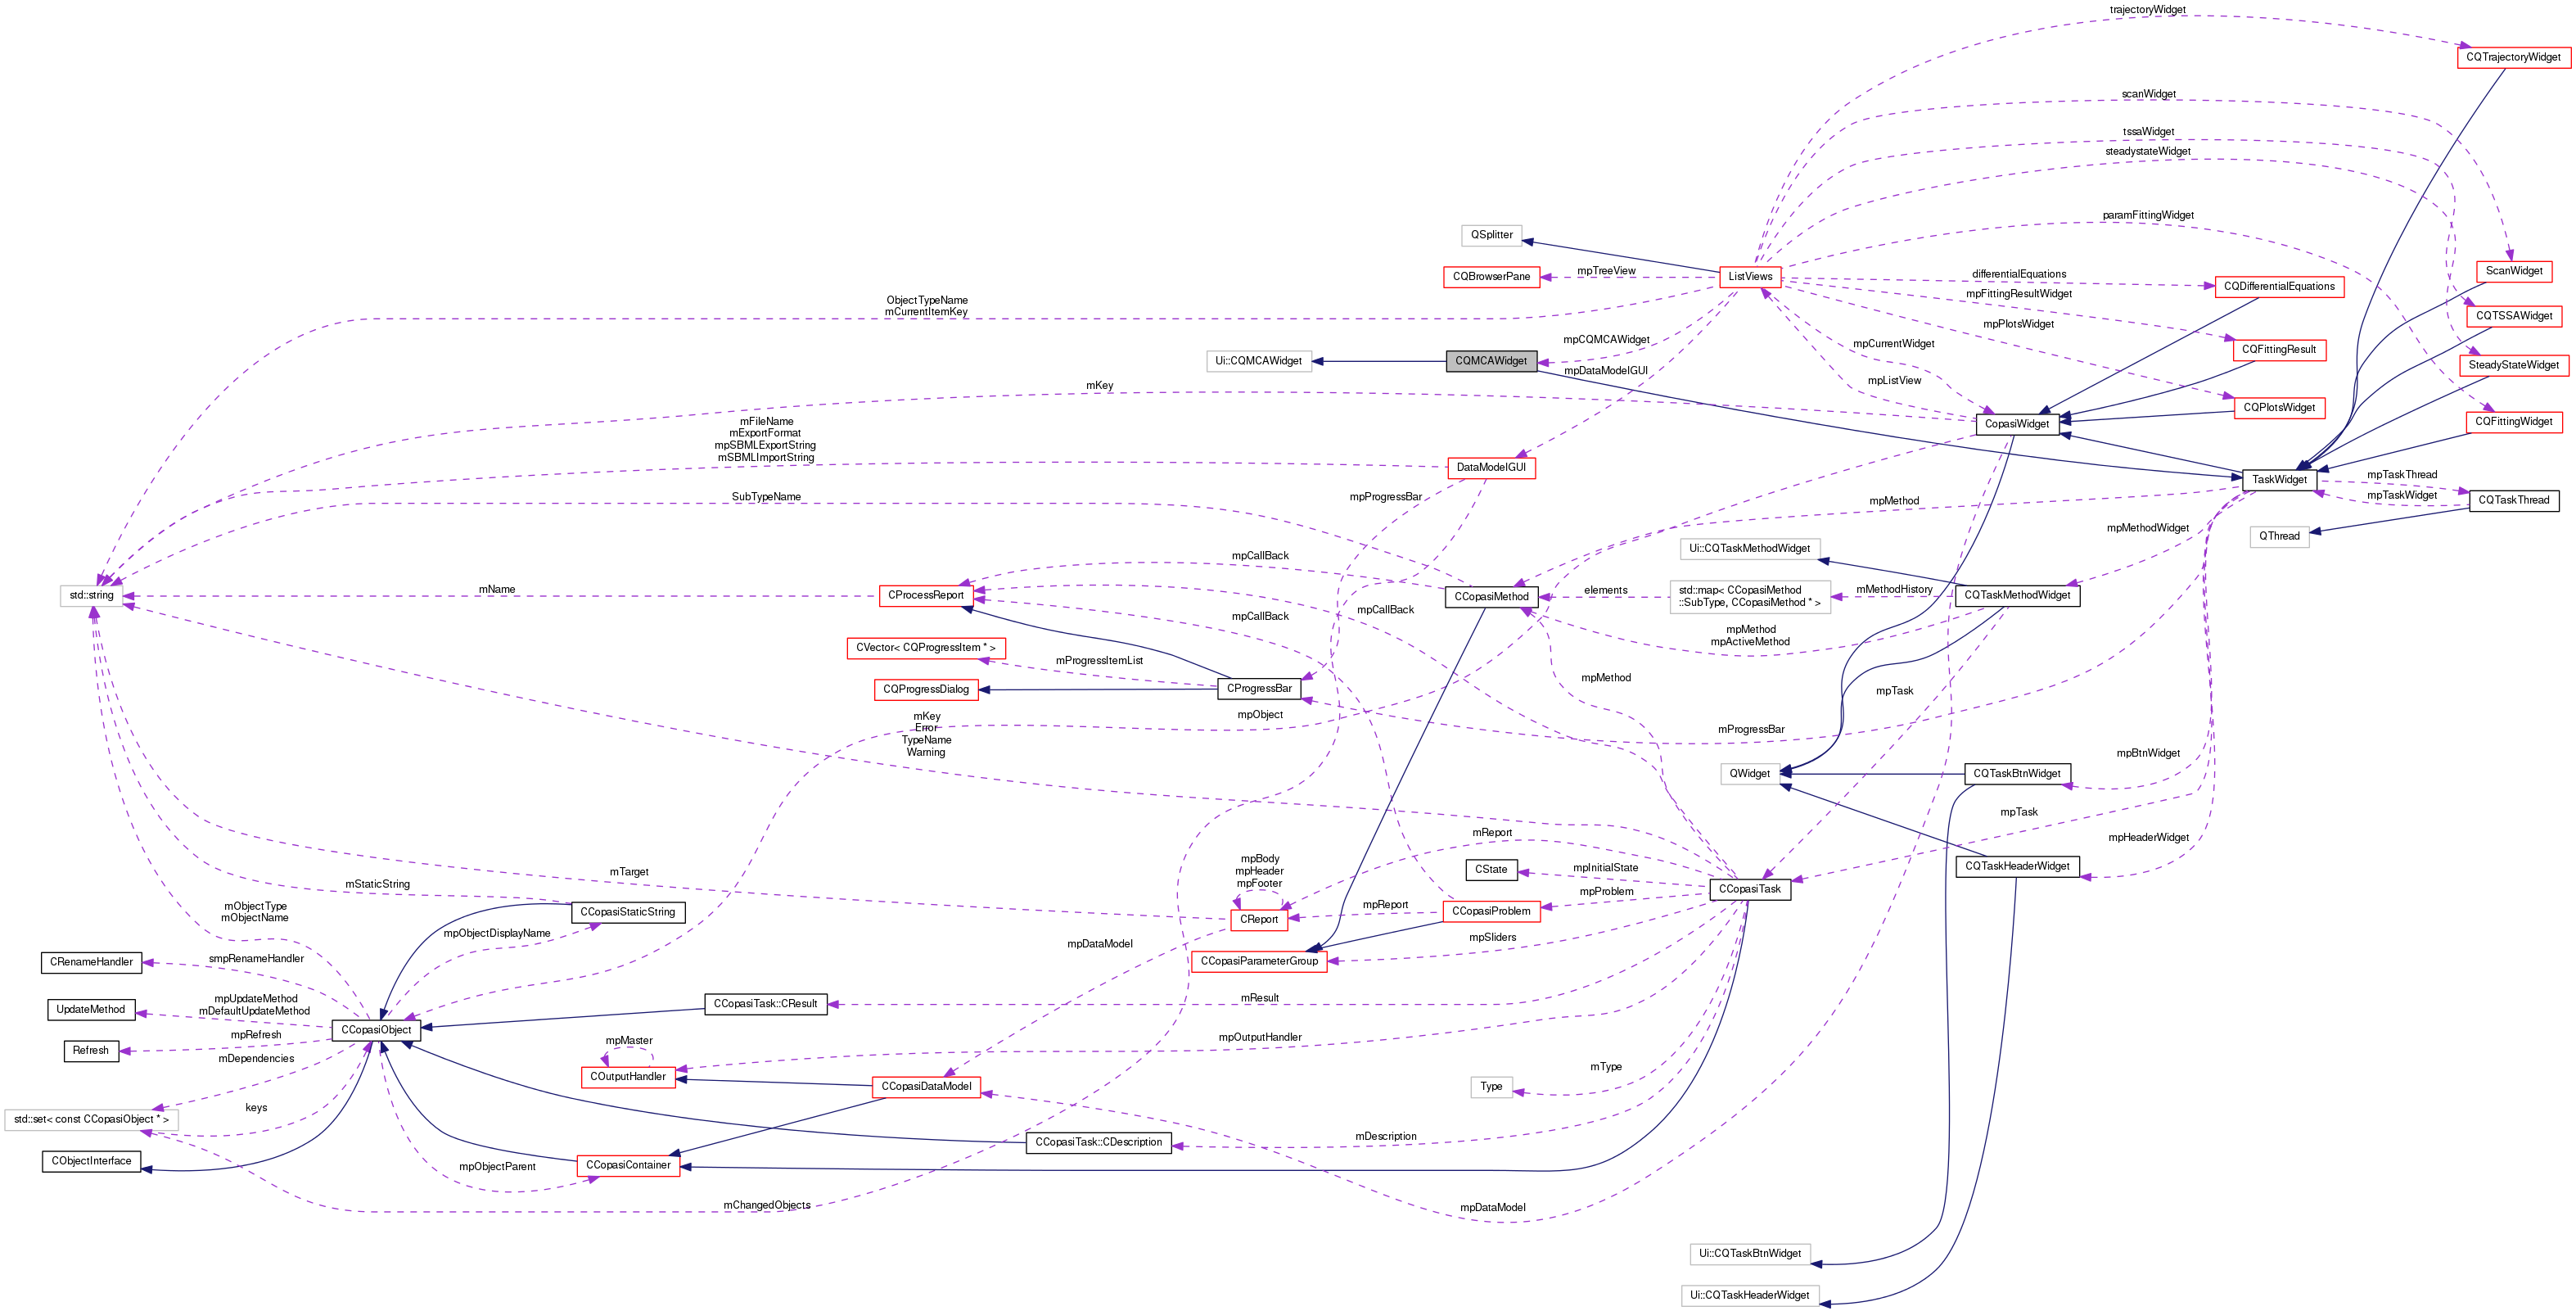 trajectoryWidget
CQTrajectoryWidget
scanWidget
tssaWidget
steadystateWidget
paramFittingWidget
QSplitter
CQBrowserPane
mpTreeView
ListViews
differentialEquations
mpFittingResultWidget
mpPlotsWidget
ScanWidget
CQDifferentialEquations
CQTSSAWidget
ObjectTypeName
mCurrentItemKey
mpCQMCAWidget
mpCurrentWidget
CQFittingResult
Ui::CQMCAWidget
CQMCAWidget
mpDataModelGUI
mpListView
SteadyStateWidget
mKey
CQPlotsWidget
CopasiWidget
CQFittingWidget
mFileName
mExportFormat
mpSBMLExportString
mSBMLImportString
DataModelGUI
TaskWidget
mpTaskThread
mpTaskWidget
CQTaskThread
SubTypeName
mpProgressBar
mpMethod
mpMethodWidget
QThread
Ui::CQTaskMethodWidget
mpCallBack
std::string
mName
CProcessReport
CCopasiMethod
elements
std::map< CCopasiMethod
::SubType, CCopasiMethod * >
mMethodHistory
CQTaskMethodWidget
mpCallBack
mpCallBack
mpMethod
mpActiveMethod
CVector< CQProgressItem * >
mProgressItemList
CQProgressDialog
CProgressBar
mpMethod
mpTask
mKey
Error
TypeName
Warning
mpObject
mProgressBar
mpBtnWidget
QWidget
CQTaskBtnWidget
mpTask
mpHeaderWidget
mReport
mTarget
mpBody
mpHeader
mpFooter
CState
mpInitialState
CQTaskHeaderWidget
mStaticString
mObjectType
mObjectName
CCopasiStaticString
CReport
mpReport
CCopasiProblem
mpProblem
CCopasiTask
mpObjectDisplayName
mpDataModel
mpSliders
CRenameHandler
smpRenameHandler
CCopasiParameterGroup
UpdateMethod
mpUpdateMethod
mDefaultUpdateMethod
CCopasiTask::CResult
mResult
CCopasiObject
Refresh
mpRefresh
mDependencies
mpMaster
mpOutputHandler
COutputHandler
CCopasiDataModel
Type
mType
std::set< const CCopasiObject * >
keys
CCopasiTask::CDescription
mDescription
CObjectInterface
mpObjectParent
CCopasiContainer
mChangedObjects
mpDataModel
Ui::CQTaskBtnWidget
Ui::CQTaskHeaderWidget